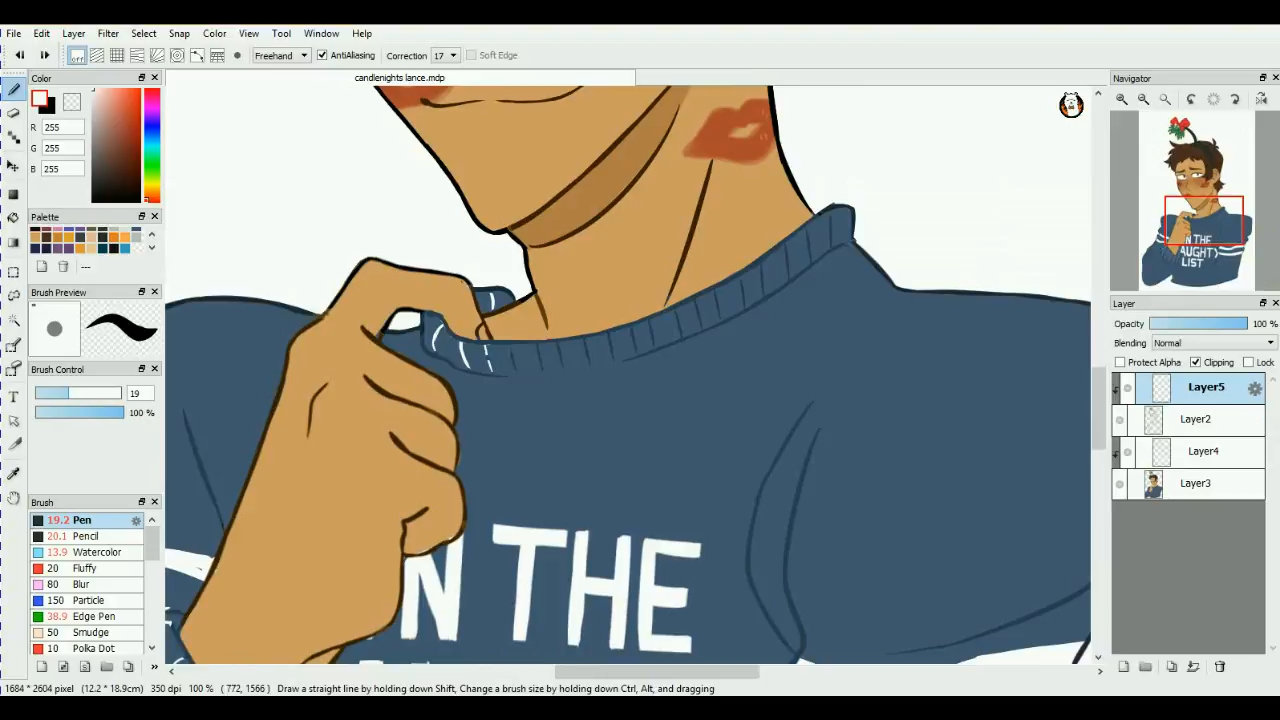 File Edit Layer Filter Select Snap Color View Tool Window Help
off Freehand AntiAliasing Correction 17 Soft Edge
Color
candlenights lance.mdp
Navigator
R 255
G 255
B 255
Palette
---
Brush Preview
Brush Control
19
100 %
Brush
19.2 Pen
20.1 Pencil
13.9 Watercolor
20 Fluffy
80 Blur
150 Particle
38.9 Edge Pen
50 Smudge
10 Polka Dot
N THE
Layer
Opacity 100 %
Blending Normal
Protect Alpha Clipping Lock
Layer5
Layer2
Layer4
Layer3
N THE
AUGHT
LIST
1684 * 2604 pixel (12.2 * 18.9cm) 350 dpi 100 % ( 772, 1566 ) Draw a straight line by holding down Shift, Change a brush size by holding down Ctrl, Alt, and dragging